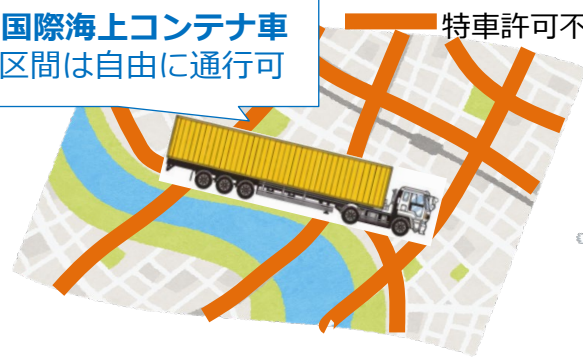 国際海上コンテナ車
区間は自由に通行可
特車許可不